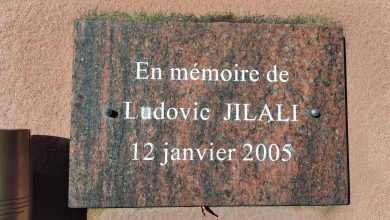 En mémoire de
Ludovic JILALI
12 janvier 2005